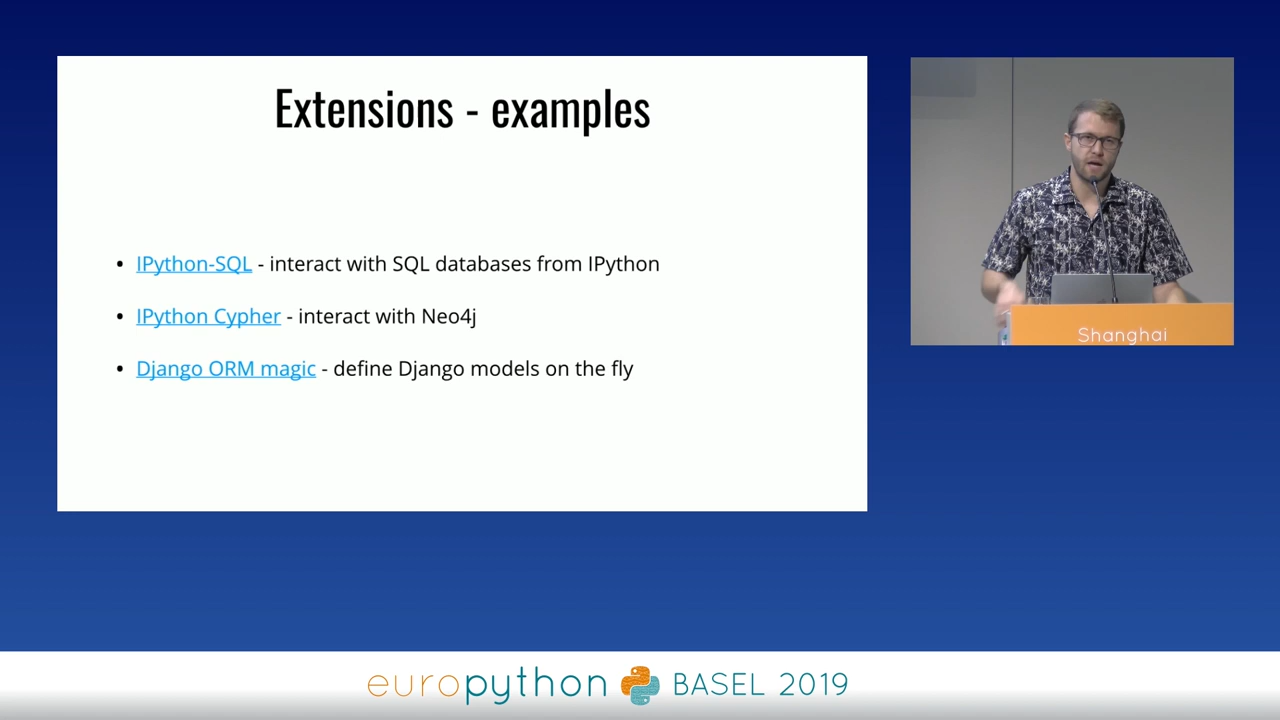 Extensions - examples
• IPython-SQL - interact with SQL databases from IPython
• IPython Cypher - interact with Neo4j
• Django ORM magic - define Django models on the fly
Shanghai
europython BASEL 2019